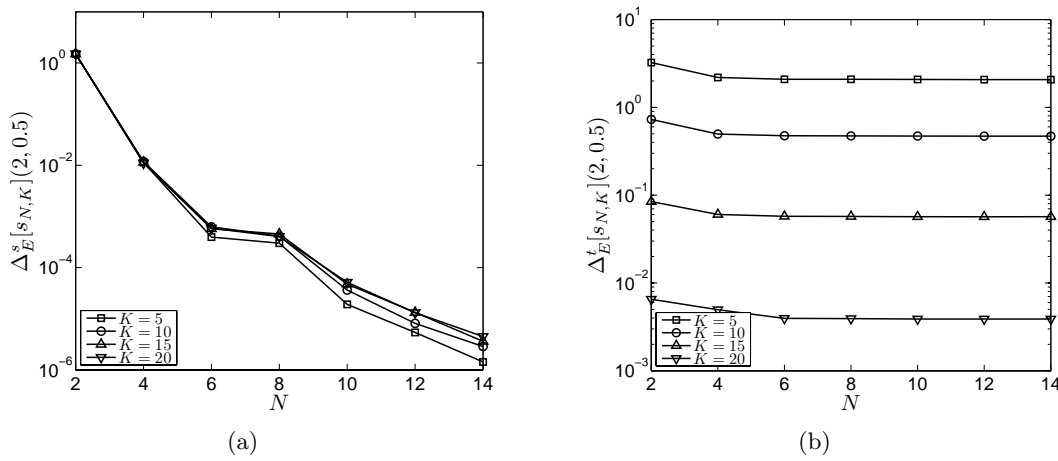 10^0
10^{-2}
10^{-4}
10^{-6}
Δ_E^s[s_{N,K}](2, 0.5)
K = 5
K = 10
K = 15
K = 20
2 4 6 8 10 12 14
N
(a)
10^1
10^0
10^{-1}
10^{-2}
10^{-3}
Δ_E^t[s_{N,K}](2, 0.5)
K = 5
K = 10
K = 15
K = 20
2 4 6 8 10 12 14
N
(b)